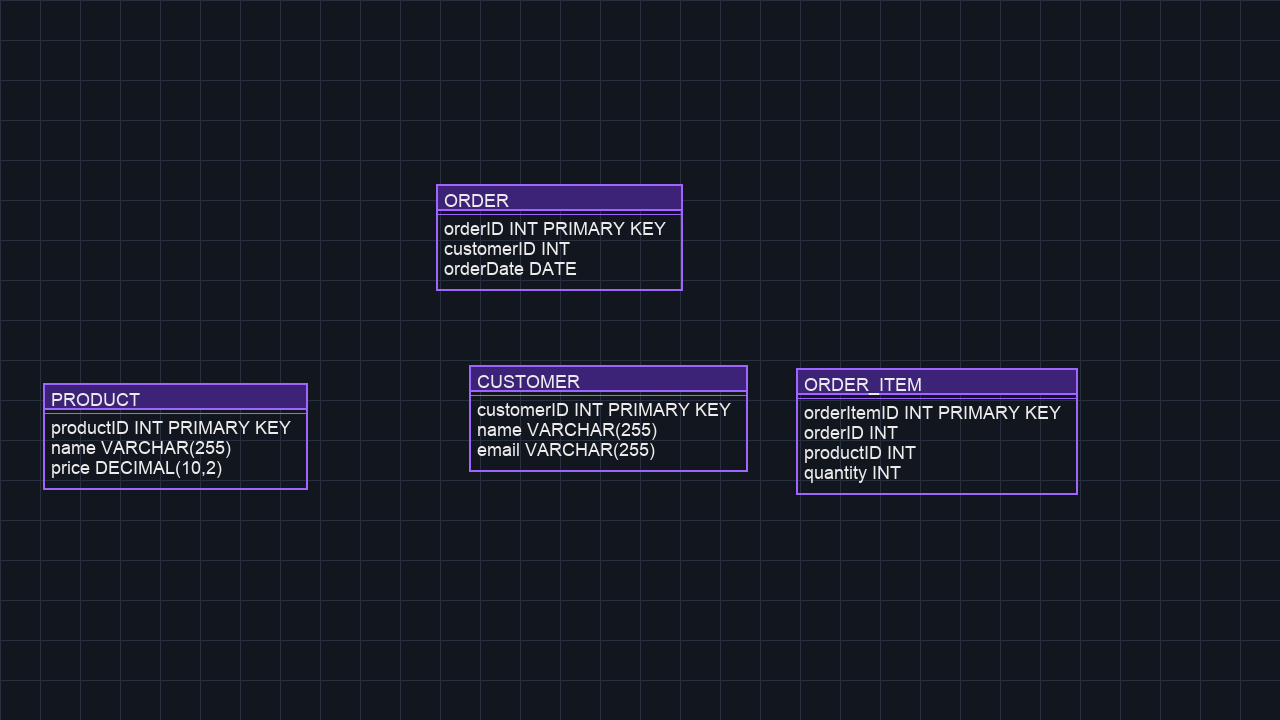 ORDER
orderID INT PRIMARY KEY
customerID INT
orderDate DATE
PRODUCT
productID INT PRIMARY KEY
name VARCHAR(255)
price DECIMAL(10,2)
CUSTOMER
customerID INT PRIMARY KEY
name VARCHAR(255)
email VARCHAR(255)
ORDER_ITEM
orderItemID INT PRIMARY KEY
orderID INT
productID INT
quantity INT